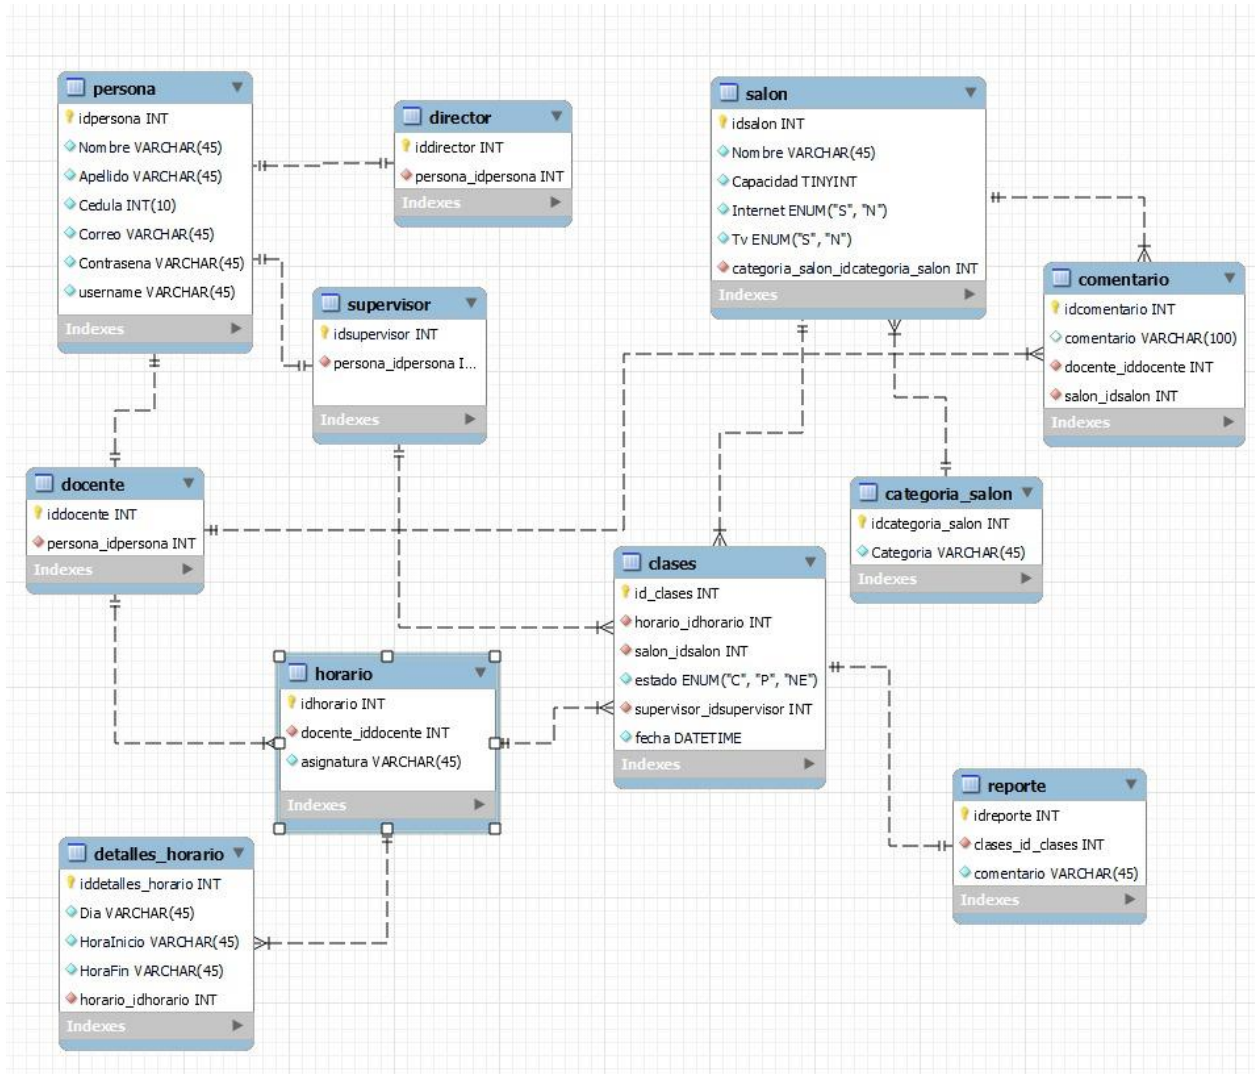 persona
idpersona INT
Nombre VARCHAR(45)
Apellido VARCHAR(45)
Cedula INT(10)
Correo VARCHAR(45)
Contrasena VARCHAR(45)
username VARCHAR(45)
Indexes
director
iddirector INT
persona_idpersona INT
Indexes
supervisor
idsupervisor INT
persona_idpersona I...
Indexes
salon
idsalon INT
Nombre VARCHAR(45)
Capacidad TINYINT
Internet ENUM("S", "N")
Tv ENUM("S", "N")
categoria_salon_idcategoria_salon INT
Indexes
comentario
idcomentario INT
comentario VARCHAR(100)
docente_iddocente INT
salon_idsalon INT
Indexes
docente
iddocente INT
persona_idpersona INT
Indexes
categoria_salon
idcategoria_salon INT
Categoria VARCHAR(45)
Indexes
clases
id_clases INT
horario_idhorario INT
salon_idsalon INT
estado ENUM("C", "P", "NE")
supervisor_idsupervisor INT
fecha DATETIME
Indexes
horario
idhorario INT
docente_iddocente INT
asignatura VARCHAR(45)
Indexes
reporte
idreporte INT
clases_id_clases INT
comentario VARCHAR(45)
Indexes
detalles_horario
iddetalles_horario INT
Dia VARCHAR(45)
HoraInicio VARCHAR(45)
HoraFin VARCHAR(45)
horario_idhorario INT
Indexes